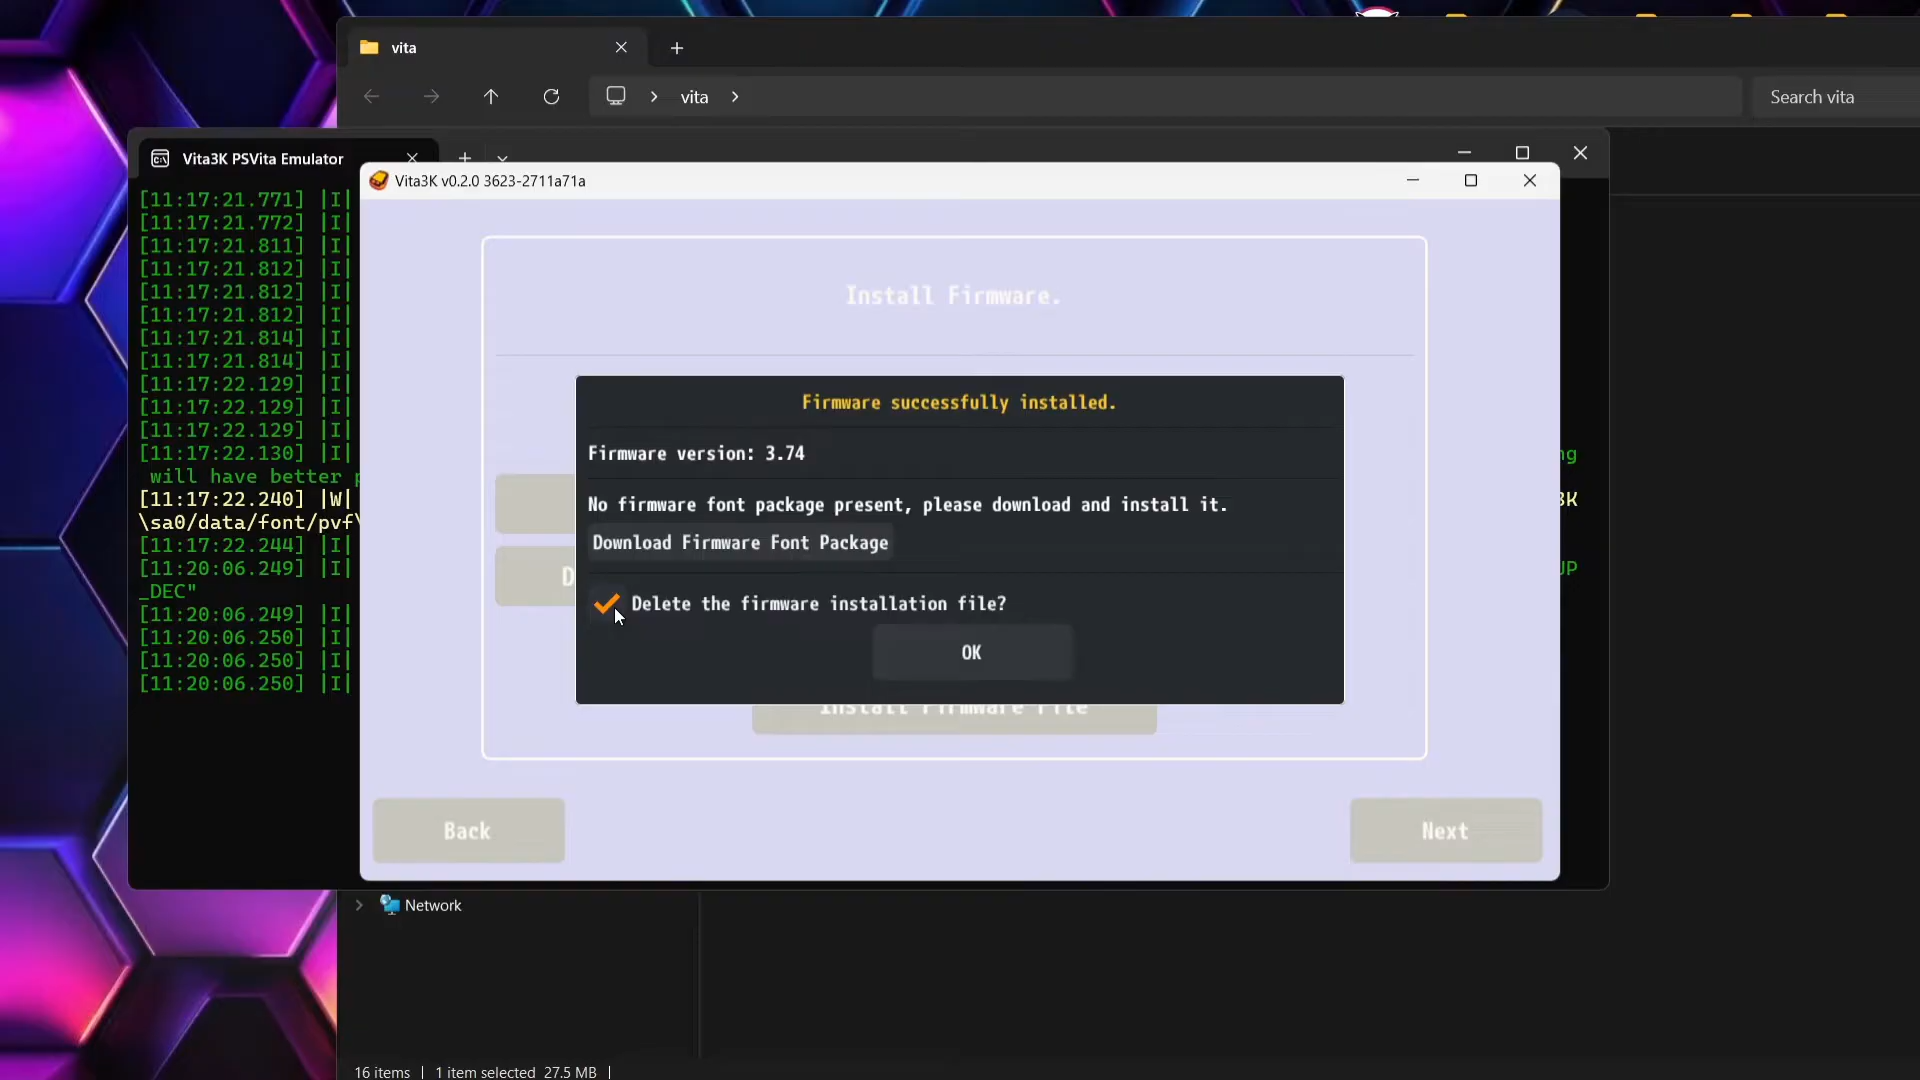 vita
vita
Search vita
Vita3K PSVita Emulator
Vita3K v0.2.0 3623-2711a71a
[11:17:21.771] |I|
[11:17:21.772] |I|
[11:17:21.811] |I|
[11:17:21.812] |I|
[11:17:21.812] |I|
[11:17:21.812] |I|
[11:17:21.814] |I|
[11:17:21.814] |I|
[11:17:22.129] |I|
[11:17:22.129] |I|
[11:17:22.129] |I|
[11:17:22.130] |I|
will have better
[11:17:22.240] |W|
\sa0/data/font/pvf\
[11:17:22.244] |I|
[11:20:06.249] |I|
_DEC"
[11:20:06.249] |I|
[11:20:06.250] |I|
[11:20:06.250] |I|
[11:20:06.250] |I|
Install Firmware.
Firmware successfully installed.
Firmware version: 3.74
No firmware font package present, please download and install it.
Download Firmware Font Package
Delete the firmware installation file?
OK
Install Firmware File
Back
Next
Network
16 items | 1 item selected 27.5 MB |